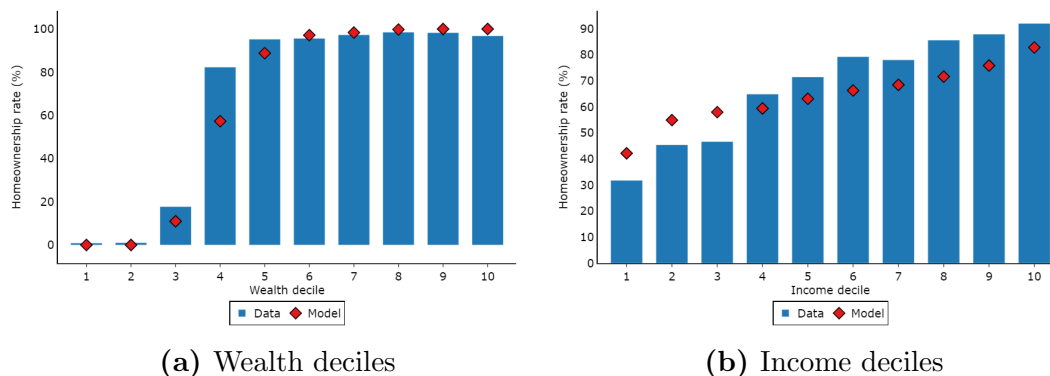 Homeownership rate (%)
100
80
60
40
20
0
1 2 3 4 5 6 7 8 9 10
Wealth decile
Data Model
(a) Wealth deciles
Homeownership rate (%)
90
80
70
60
50
40
30
20
10
0
1 2 3 4 5 6 7 8 9 10
Income decile
Data Model
(b) Income deciles